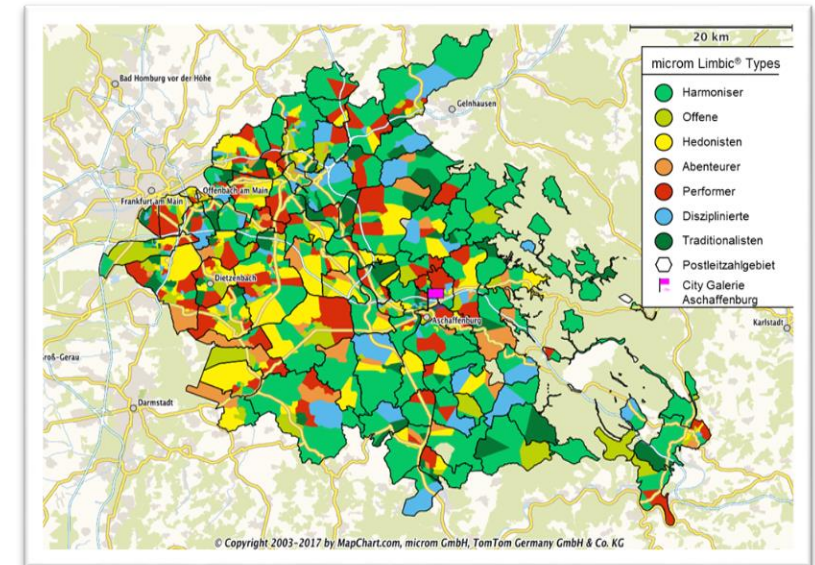 20 km
microm Limbic® Types
Harmoniser
Offene
Hedonisten
Abenteurer
Performer
Disziplinierte
Traditionalisten
Postleitzahlgebiet
City Galerie
Aschaffenburg
Bad Homburg vor der Höhe
Gelnhausen
Frankfurt am Main
Offenbach am Main
Dietzenbach
Aschaffenburg
Karlstadt
Groß-Gerau
Darmstadt
© Copyright 2003-2017 by MapChart.com, microm GmbH, TomTom Germany GmbH & Co. KG